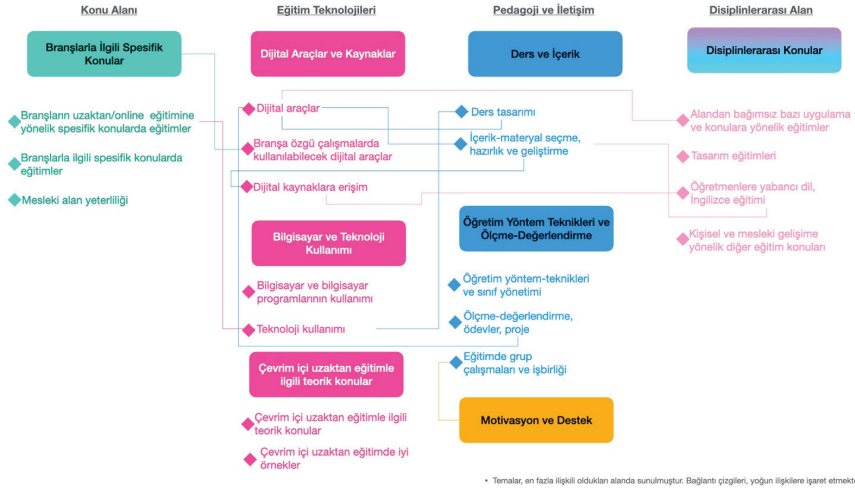 Konu Alanı
Branşlarla İlgili Spesifik
Konular
Branşların uzaktan/online eğitimine
yönelik spesifik konularda eğitimler
Branşlarla ilgili spesifik konularda
eğitimler
Mesleki alan yeterliliği
Eğitim Teknolojileri
Dijital Araçlar ve Kaynaklar
Dijital araçlar
Branşa özgü çalışmalarda
kullanılabilecek dijital araçlar
Dijital kaynaklara erişim
Bilgisayar ve Teknoloji
Kullanımı
Bilgisayar ve bilgisayar
programlarının kullanımı
Teknoloji kullanımı
Çevrim içi uzaktan eğitimle
ilgili teorik konular
Çevrim içi uzaktan eğitimle ilgili
teorik konular
Çevrim içi uzaktan eğitimde iyi
örnekler
Pedagoji ve İletişim
Ders ve İçerik
Ders tasarımı
İçerik-materyal seçme,
hazırlık ve geliştirme
Öğretim Yöntem Teknikleri ve
Ölçme-Değerlendirme
Öğretim yöntem-teknikleri
ve sınıf yönetimi
Ölçme-değerlendirme,
ödevler, proje
Eğitimde grup
çalışmaları ve işbirliği
Motivasyon ve Destek
Disiplinlerarası Alan
Disiplinlerarası Konular
Alandan bağımsız bazı uygulama
ve konulara yönelik eğitimler
Tasarım eğitimleri
Öğretmenlere yabancı dil,
İngilizce eğitimi
Kişisel ve mesleki gelişime
yönelik diğer eğitim konuları
• Temalar, en fazla ilişkili oldukları alanda sunulmuştur. Bağlantı çizgileri, yoğun ilişkilere işaret etmekte